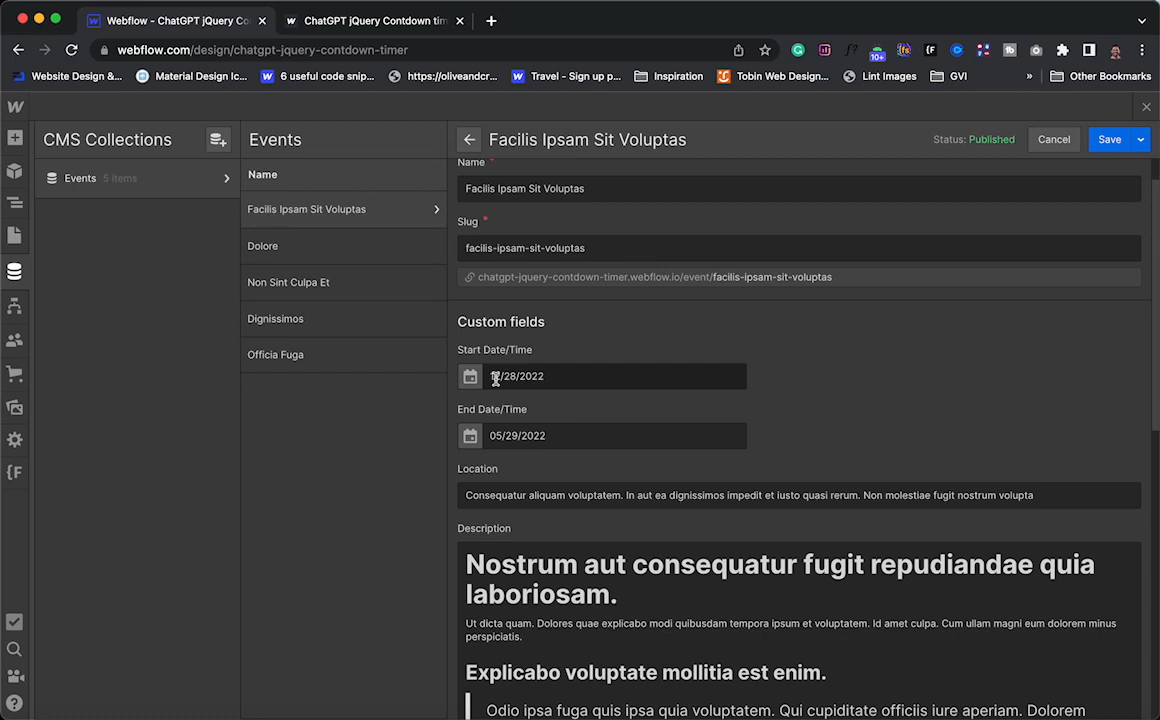 Webflow - ChatGPT jQuery Co
ChatGPT jQuery Contdown tim
webflow.com/design/chatgpt-jquery-contdown-timer
10+
Website Design &...
Material Design Ic...
6 useful code snip...
https://oliveandcr...
Travel - Sign up p...
Inspiration
Tobin Web Design...
Lint Images
GVI
»
Other Bookmarks
CMS Collections
Events
Facilis Ipsam Sit Voluptas
Status: Published
Cancel
Save
Events 5 items
Name
Facilis Ipsam Sit Voluptas
Dolore
Non Sint Culpa Et
Dignissimos
Officia Fuga
Name *
Facilis Ipsam Sit Voluptas
Slug *
facilis-ipsam-sit-voluptas
chatgpt-jquery-contdown-timer.webflow.io/event/facilis-ipsam-sit-voluptas
Custom fields
Start Date/Time
/28/2022
End Date/Time
05/29/2022
Location
Consequatur aliquam voluptatem. In aut ea dignissimos impedit et iusto quasi rerum. Non molestiae fugit nostrum volupta
Description
Nostrum aut consequatur fugit repudiandae quia
laboriosam.
Ut dicta quam. Dolores quae explicabo modi quibusdam tempora ipsum et voluptatem. Id amet culpa. Cum ullam magni eum dolorem minus
perspiciatis.
Explicabo voluptate mollitia est enim.
Odio ipsa fuga quis ipsa quia voluptatem. Qui cupiditate officiis iure aperiam. Dolorem